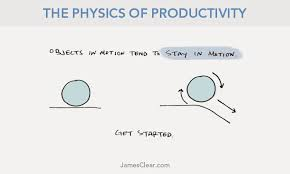 THE PHYSICS OF PRODUCTIVITY
OBJECTS IN MOTION TEND TO STAY IN MOTION.
GET STARTED.
JamesClear.com